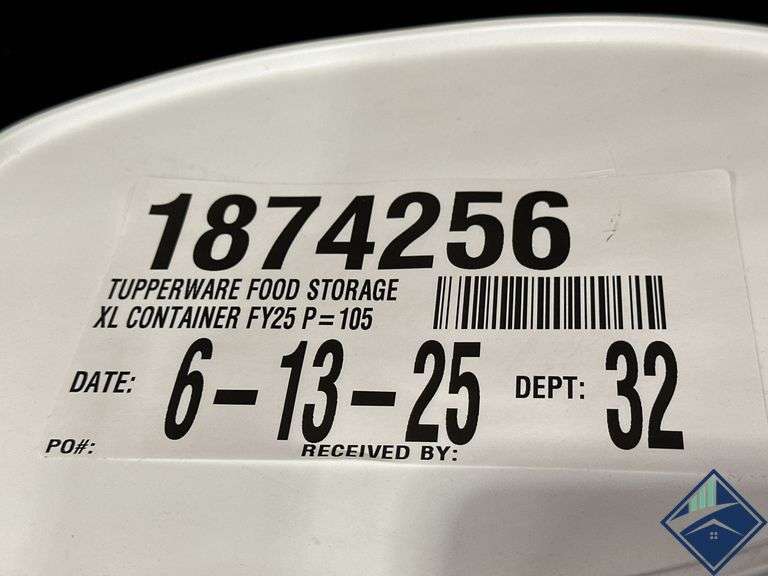 1874256
TUPPERWARE FOOD STORAGE
XL CONTAINER FY25 P=105
DATE: 6-13-25 DEPT: 32
PO#: RECEIVED BY: